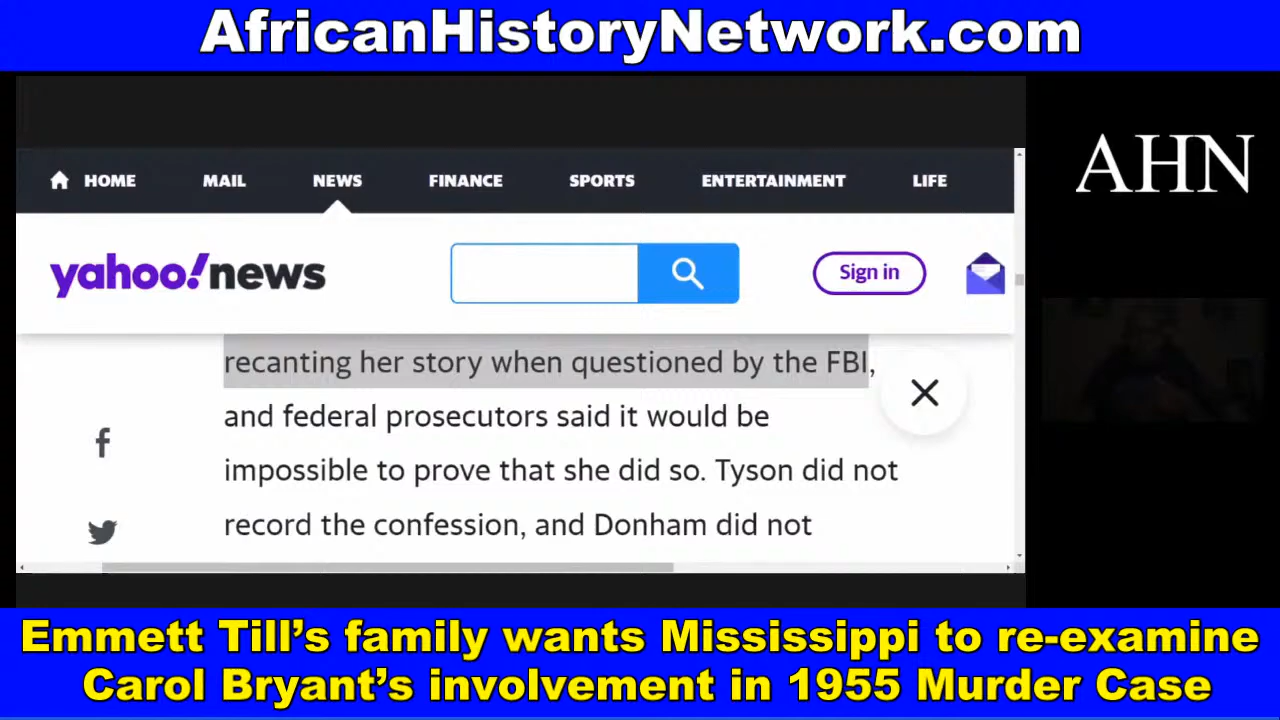 AfricanHistoryNetwork.com
AHN
HOME MAIL NEWS FINANCE SPORTS ENTERTAINMENT LIFE
yahoo!news Sign in
recanting her story when questioned by the FBI,
and federal prosecutors said it would be
impossible to prove that she did so. Tyson did not
record the confession, and Donham did not
Emmett Till’s family wants Mississippi to re-examine
Carol Bryant’s involvement in 1955 Murder Case